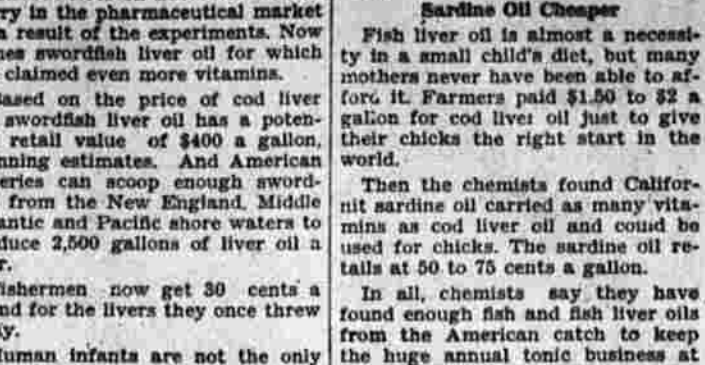 ry in the pharmaceutical market
a result of the experiments. Now
nes swordfish liver oil for which
claimed even more vitamins.
ased on the price of cod liver
swordfish liver oil has a poten-
retail value of $400 a gallon,
nning estimates. And American
eries can scoop enough sword-
from the New England, Middle
antic and Pacific shore waters to
duce 2,500 gallons of liver oil a
r.
ishermen now get 30 cents a
nd for the livers they once threw
y.
uman infants are not the only
Sardine Oil Cheaper
Fish liver oil is almost a necessi-
ty in a small child's diet, but many
mothers never have been able to af-
ford it. Farmers paid $1.50 to $2 a
gallon for cod liver oil just to give
their chicks the right start in the
world.
Then the chemists found Califor-
nit sardine oil carried as many vita-
mins as cod liver oil and could be
used for chicks. The sardine oil re-
tails at 50 to 75 cents a gallon.
In all, chemists say they have
found enough fish and fish liver oils
from the American catch to keep
the huge annual tonic business at